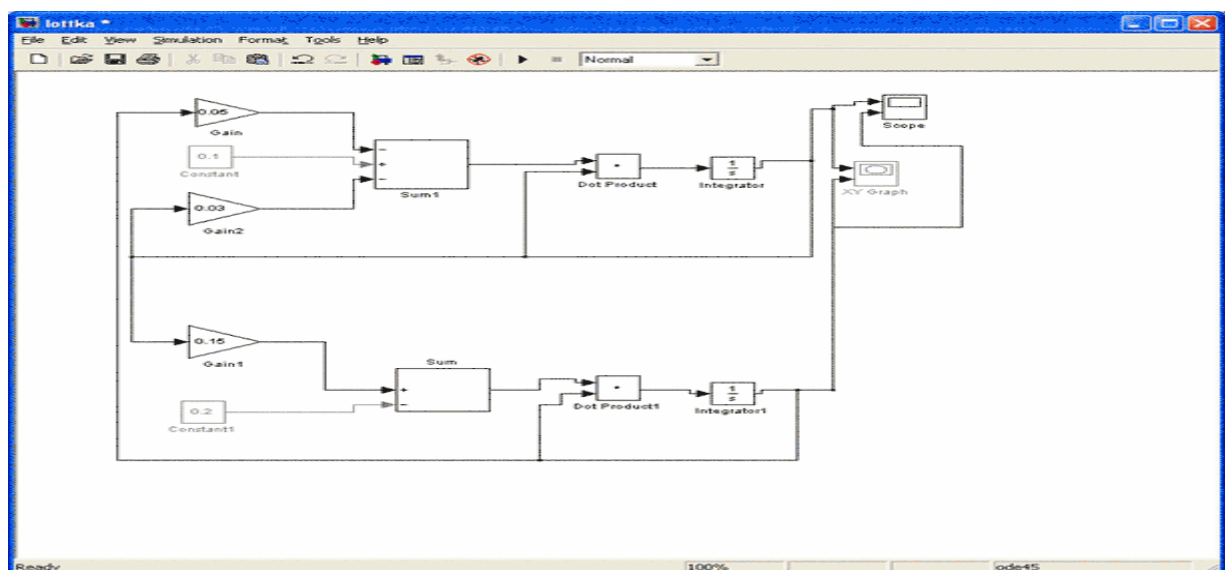 lottka *
File Edit View Simulation Format Tools Help
Normal
0.05
Gain
0.1
Constant
−
+
−
Sum1
0.03
Gain2
Dot Product
1
s
Integrator
Scope
XY Graph
0.15
Gain1
0.2
Constant1
Sum
+
−
Dot Product1
1
s
Integrator1
Ready 100% ode45